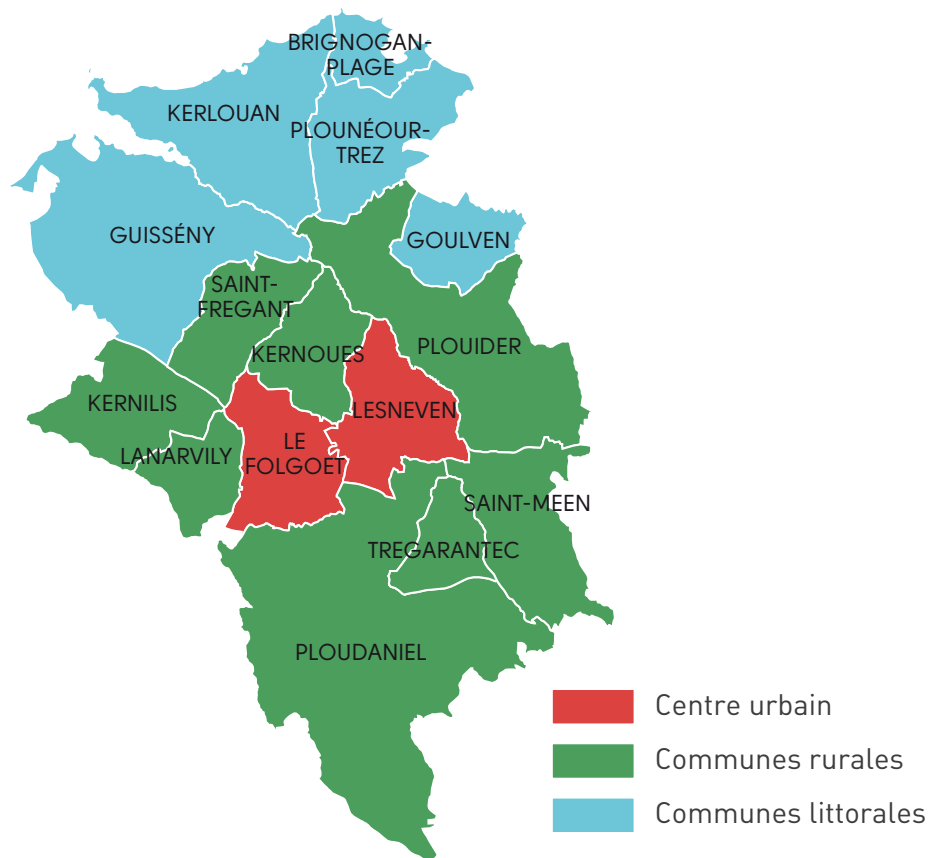 BRIGNOGAN-
PLAGE
KERLOUAN
PLOUNÉOUR-
TREZ
GUISSÉNY
GOULVEN
SAINT-
FREGANT
KERNOUES
PLOUIDER
KERNILIS
LESNEVEN
LANARVILY
LE
FOLGOET
SAINT-MEEN
TREGARANTEC
PLOUDANIEL
Centre urbain
Communes rurales
Communes littorales